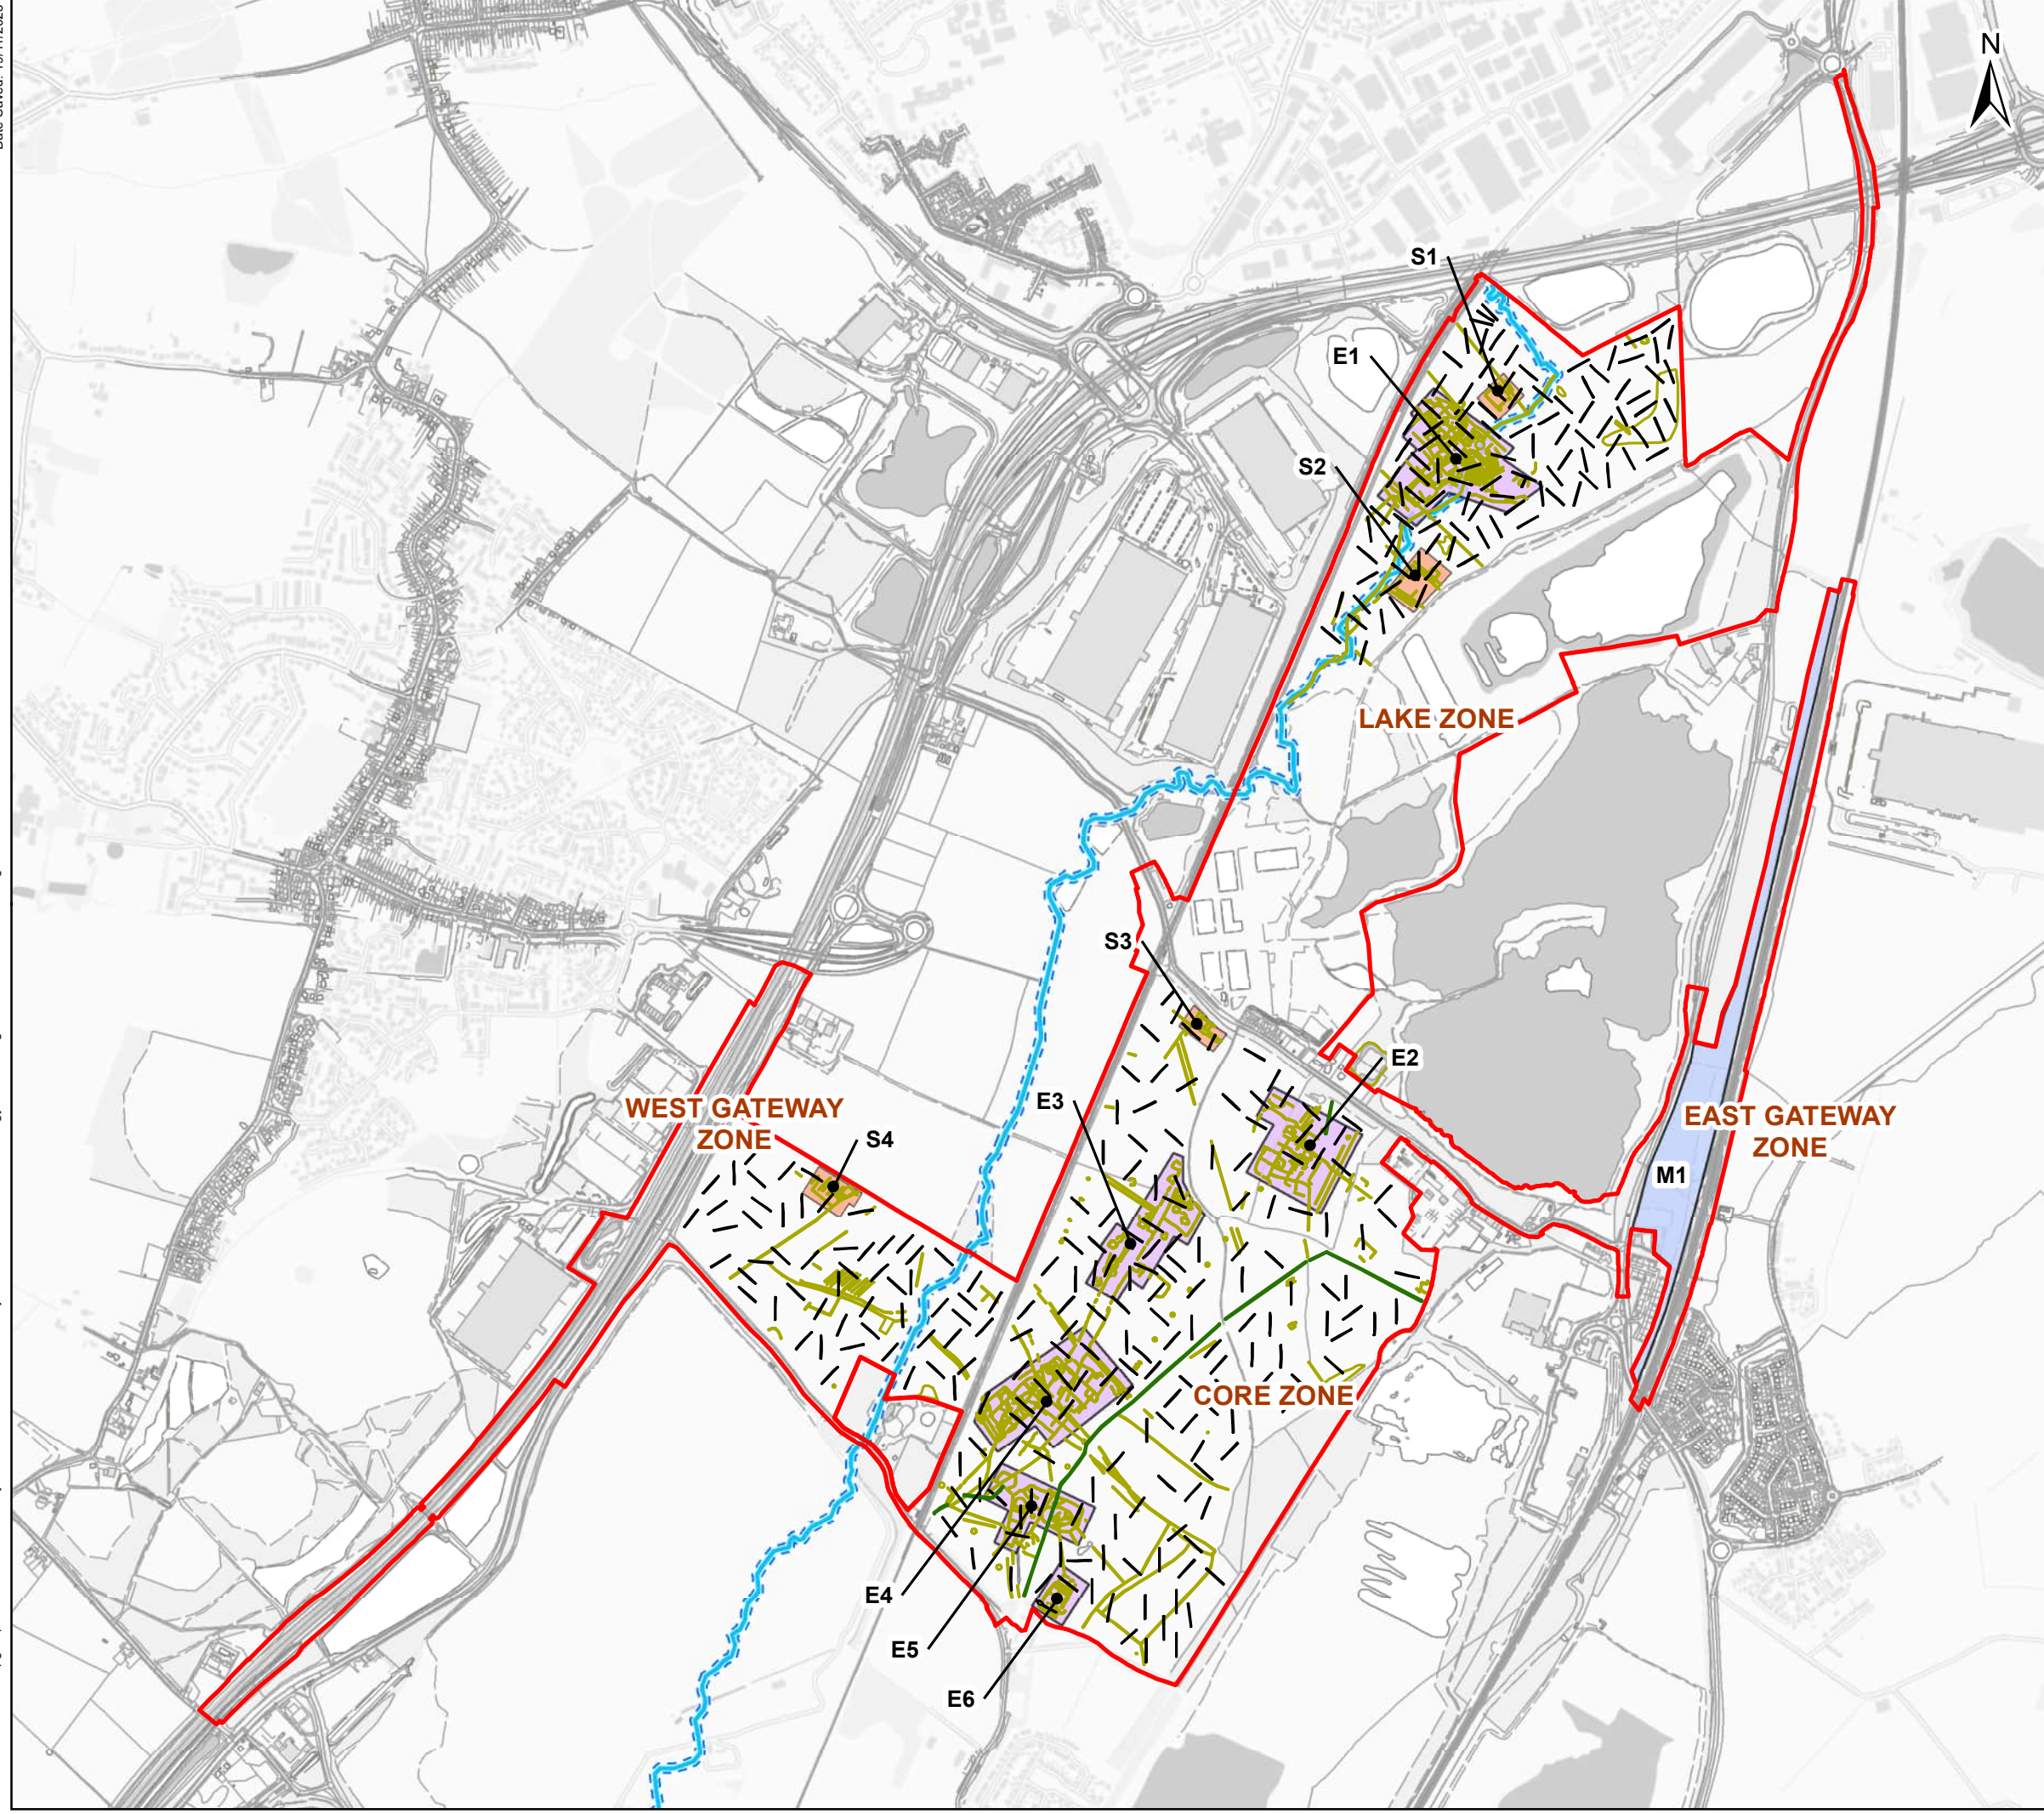 N
S1
E1
S2
LAKE ZONE
S3
E2
E3
WEST GATEWAY
ZONE
S4
EAST GATEWAY
ZONE
M1
CORE ZONE
E4
E5
E6